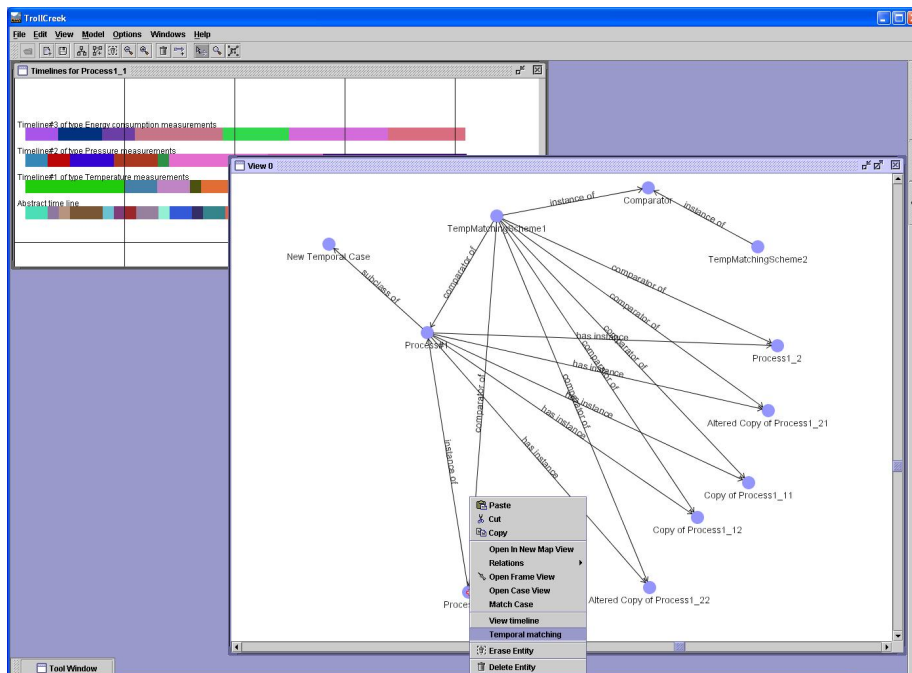 TrollCreek
File Edit View Model Options Windows Help
Timelines for Process1_1
Timeline#3 of type Energy consumption measurements
Timeline#2 of type Pressure measurements
Timeline#1 of type Temperature measurements
Abstract time line
View 0
instance of
Comparator
instance of
TempMatchingScheme1
TempMatchingScheme2
New Temporal Case
subclass of
comparator of
comparator of
comparator of
comparator of
Process#1
has instance
Process1_2
has instance
comparator of
comparator of
comparator of
has instance
has instance
Altered Copy of Process1_21
instance of
has instance
Copy of Process1_11
Copy of Process1_12
Paste
Cut
Copy
Open In New Map View
Relations
Open Frame View
Open Case View
Match Case
View timeline
Temporal matching
Erase Entity
Delete Entity
Proces
Altered Copy of Process1_22
Tool Window